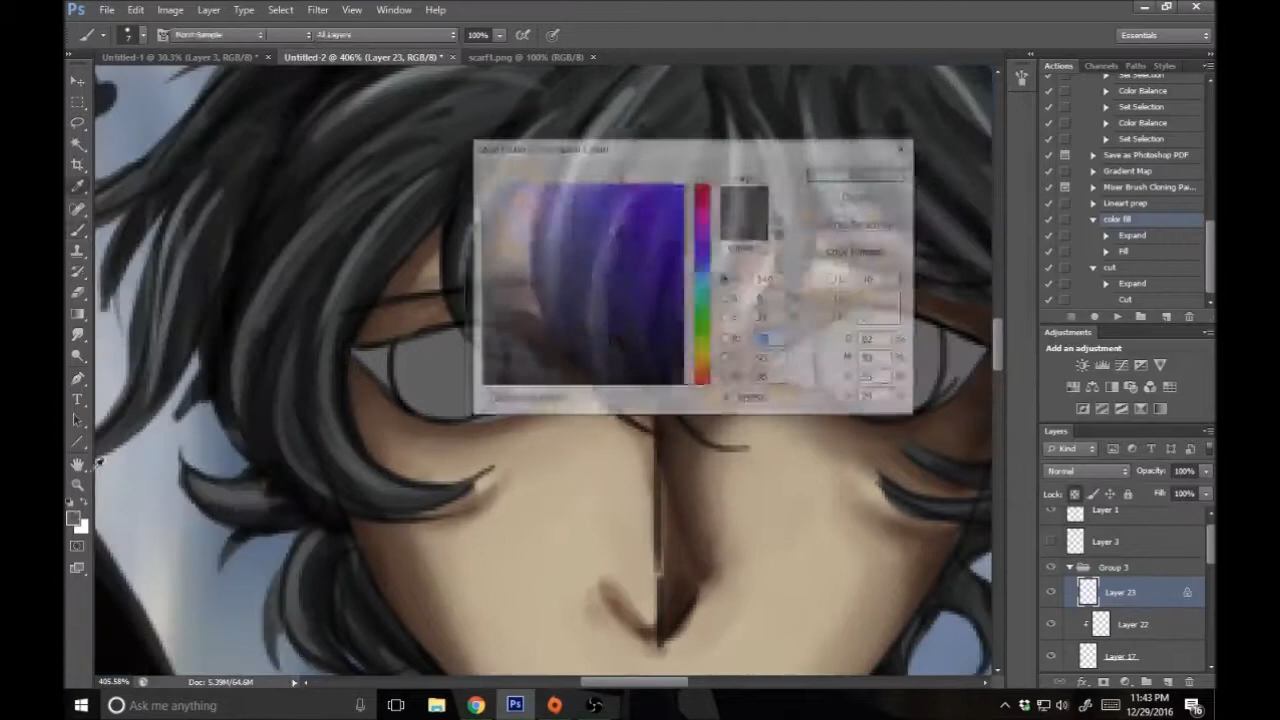 Ps File Edit Image Layer Type Select Filter View Window Help
7 All Layers 100% Essentials
Untitled-1 @ 30.3% (Layer 3, RGB/8) * × Untitled-2 @ 406% (Layer 23, RGB/8) * × scarf1.png @ 100% (RGB/8) ×
Actions Channels Paths Styles
Set Selection
Color Balance
Set Selection
Color Balance
Set Selection
Save as Photoshop PDF
Gradient Map
Mixer Brush Cloning Pai...
Lineart prep
color fill
Expand
Fill
cut
Expand
Cut
Adjustments
Add an adjustment
Layers
Kind
Normal Opacity: 100%
Lock: Fill: 100%
Layer 1
Layer 3
Group 3
Layer 23
Layer 22
Layer 17
405.58% Doc: 5.39M/64.6M
Ask me anything
11:43 PM
12/29/2016